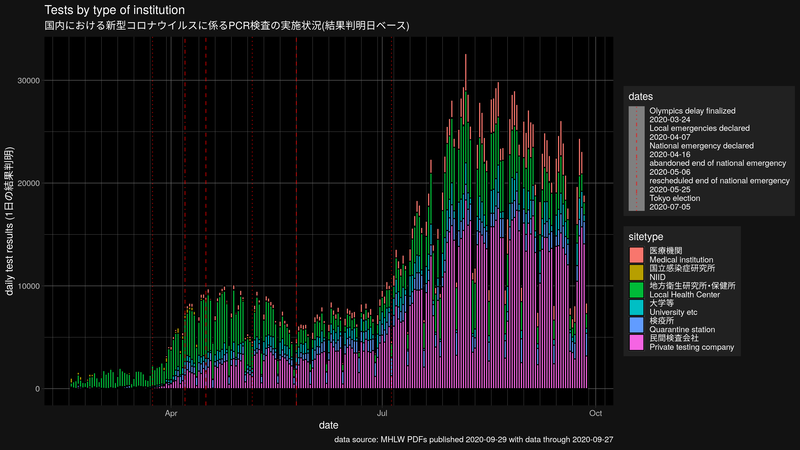 Tests by type of institution
国内における新型コロナウイルスに係るPCR検査の実施状況(結果判明日ベース)
daily test results (1日の結果判明)
30000
20000
10000
0
Apr
Jul
Oct
date
data source: MHLW PDFs published 2020-09-29 with data through 2020-09-27
dates
Olympics delay finalized
2020-03-24
Local emergencies declared
2020-04-07
National emergency declared
2020-04-16
abandoned end of national emergency
2020-05-06
rescheduled end of national emergency
2020-05-25
Tokyo election
2020-07-05
sitetype
医療機関
Medical institution
国立感染症研究所
NIID
地方衛生研究所・保健所
Local Health Center
大学等
University etc
検疫所
Quarantine station
民間検査会社
Private testing company